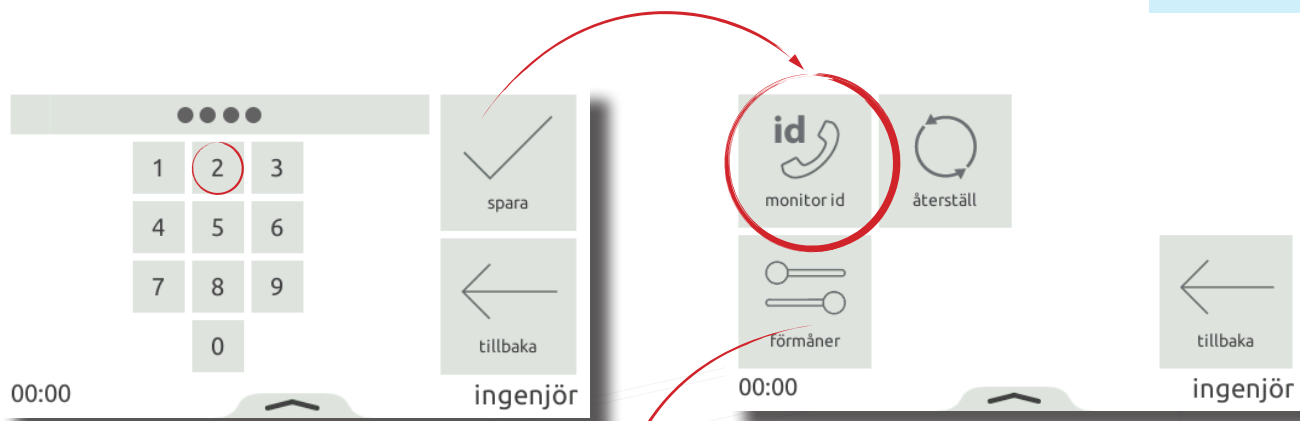 1 2 3
4 5 6
7 8 9
0
spara
tillbaka
00:00
ingenjör
id
monitor id
återställ
förmåner
tillbaka
00:00
ingenjör